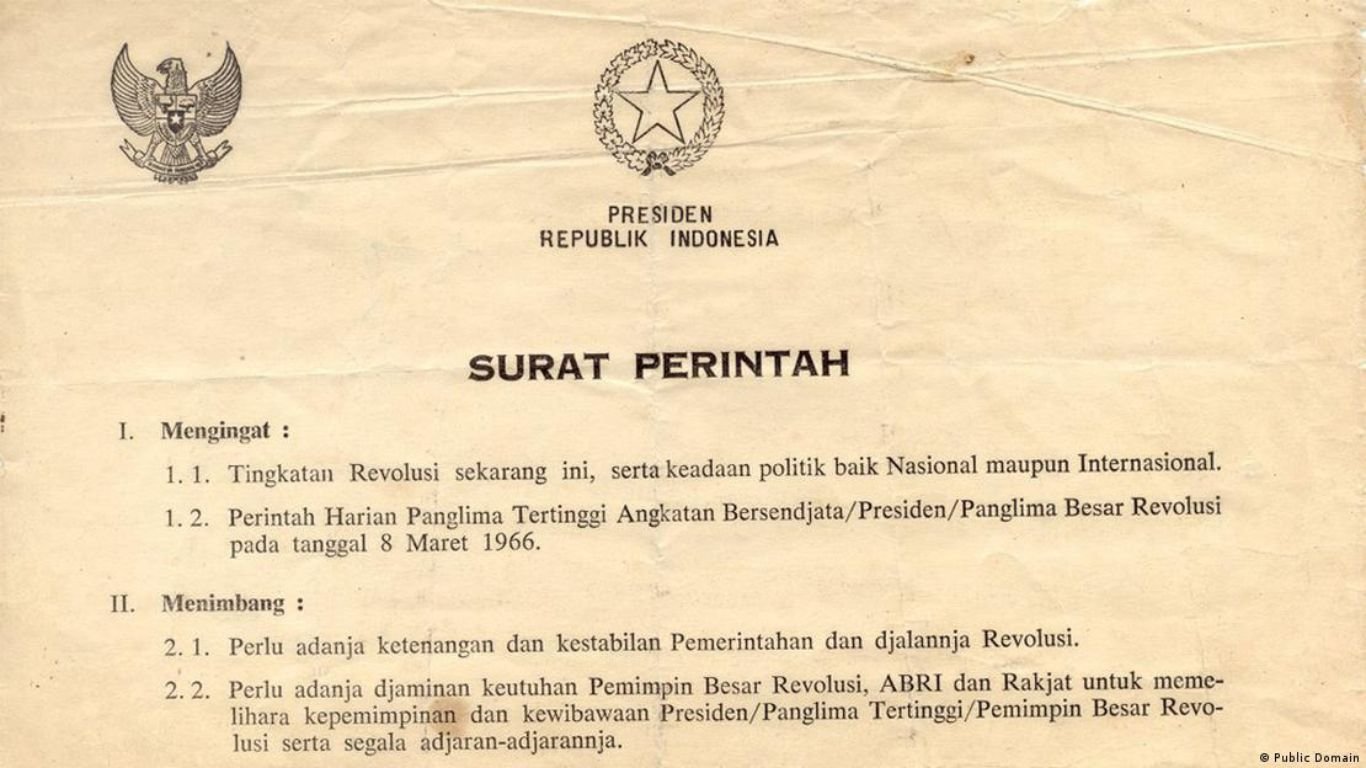 PRESIDEN
REPUBLIK INDONESIA
SURAT PERINTAH
I. Mengingat :
1. 1. Tingkatan Revolusi sekarang ini, serta keadaan politik baik Nasional maupun Internasional.
1. 2. Perintah Harian Panglima Tertinggi Angkatan Bersendjata/Presiden/Panglima Besar Revolusi
pada tanggal 8 Maret 1966.
II. Menimbang :
2. 1. Perlu adanja ketenangan dan kestabilan Pemerintahan dan djalannja Revolusi.
2. 2. Perlu adanja djaminan keutuhan Pemimpin Besar Revolusi, ABRI dan Rakjat untuk meme-
lihara kepemimpinan dan kewibawaan Presiden/Panglima Tertinggi/Pemimpin Besar Revo-
lusi serta segala adjaran-adjarannja.
© Public Domain